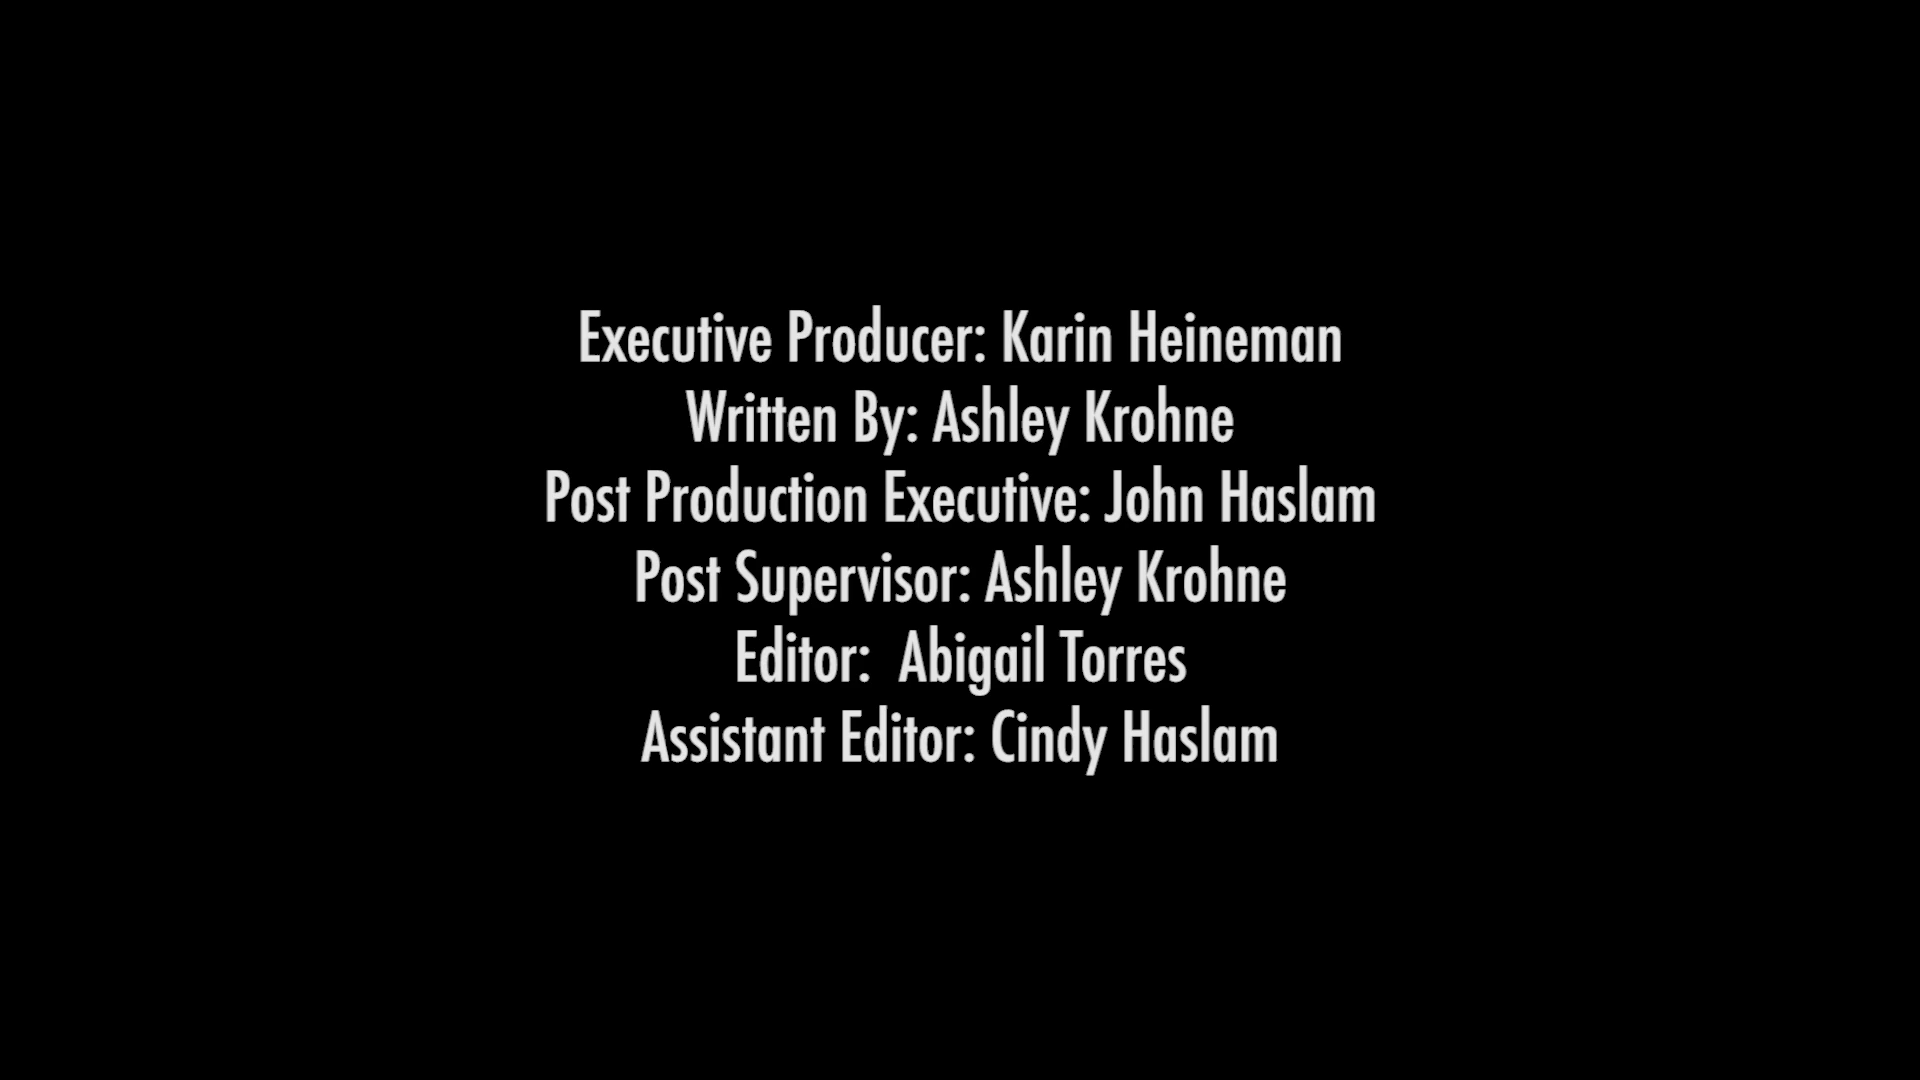 Executive Producer: Karin Heineman
Written By: Ashley Krohne
Post Production Executive: John Haslam
Post Supervisor: Ashley Krohne
Editor:  Abigail Torres
Assistant Editor: Cindy Haslam